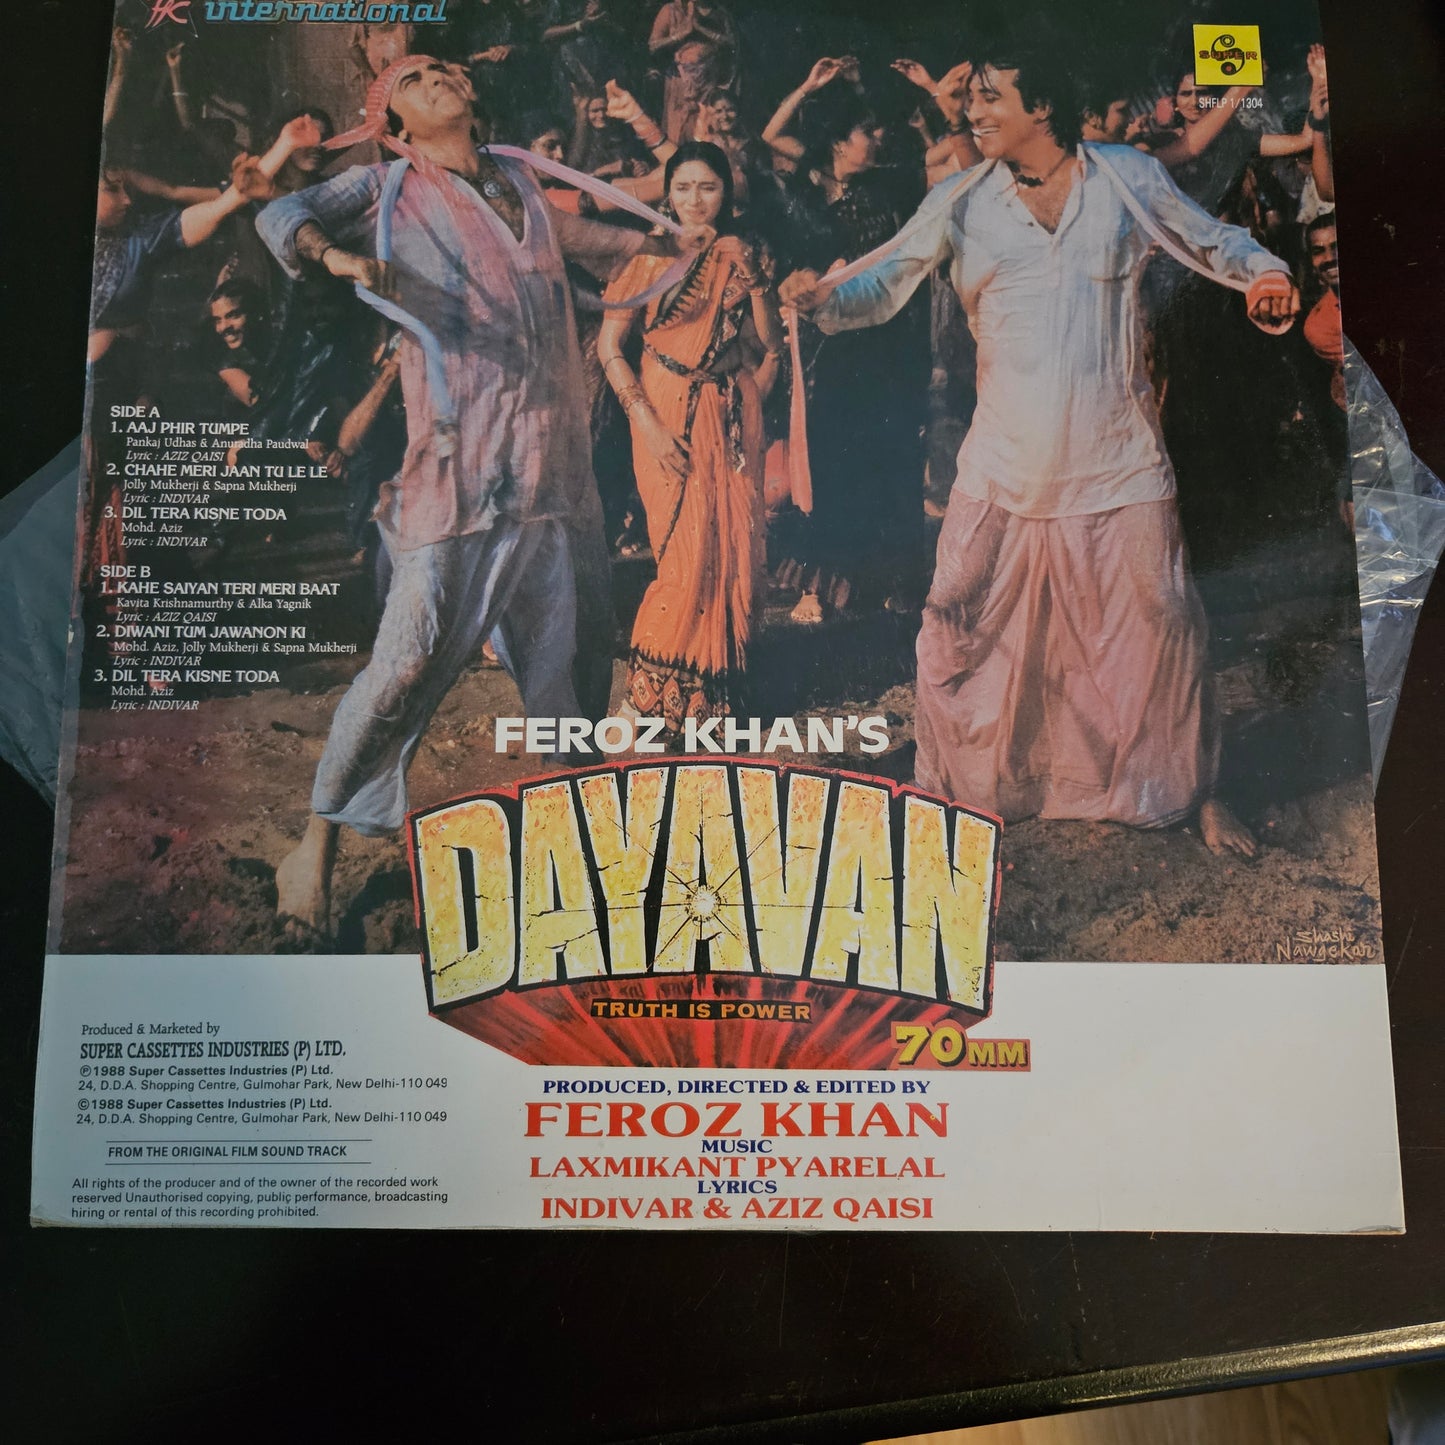 FK international
SUPER
SHFLP 1/1304
SIDE A
1. AAJ PHIR TUMPE
Pankaj Udhas & Anuradha Paudwal
Lyric : AZIZ QAISI
2. CHAHE MERI JAAN TU LE LE
Jolly Mukherji & Sapna Mukherji
Lyric : INDIVAR
3. DIL TERA KISNE TODA
Mohd. Aziz
Lyric : INDIVAR
SIDE B
1. KAHE SAIYAN TERI MERI BAAT
Kavita Krishnamurthy & Alka Yagnik
Lyric : AZIZ QAISI
2. DIWANI TUM JAWANON KI
Mohd. Aziz, Jolly Mukherji & Sapna Mukherji
Lyric : INDIVAR
3. DIL TERA KISNE TODA
Mohd. Aziz
Lyric : INDIVAR
FEROZ KHAN'S
DAYAVAN
TRUTH IS POWER
70MM
Shashi
Nawgekar
Produced & Marketed by
SUPER CASSETTES INDUSTRIES (P) LTD.
℗1988 Super Cassettes Industries (P) Ltd.
24, D.D.A. Shopping Centre, Gulmohar Park, New Delhi-110 049
©1988 Super Cassettes Industries (P) Ltd.
24, D.D.A. Shopping Centre, Gulmohar Park, New Delhi-110 049
FROM THE ORIGINAL FILM SOUND TRACK
All rights of the producer and of the owner of the recorded work
reserved Unauthorised copying, public performance, broadcasting
hiring or rental of this recording prohibited.
PRODUCED, DIRECTED & EDITED BY
FEROZ KHAN
MUSIC
LAXMIKANT PYARELAL
LYRICS
INDIVAR & AZIZ QAISI